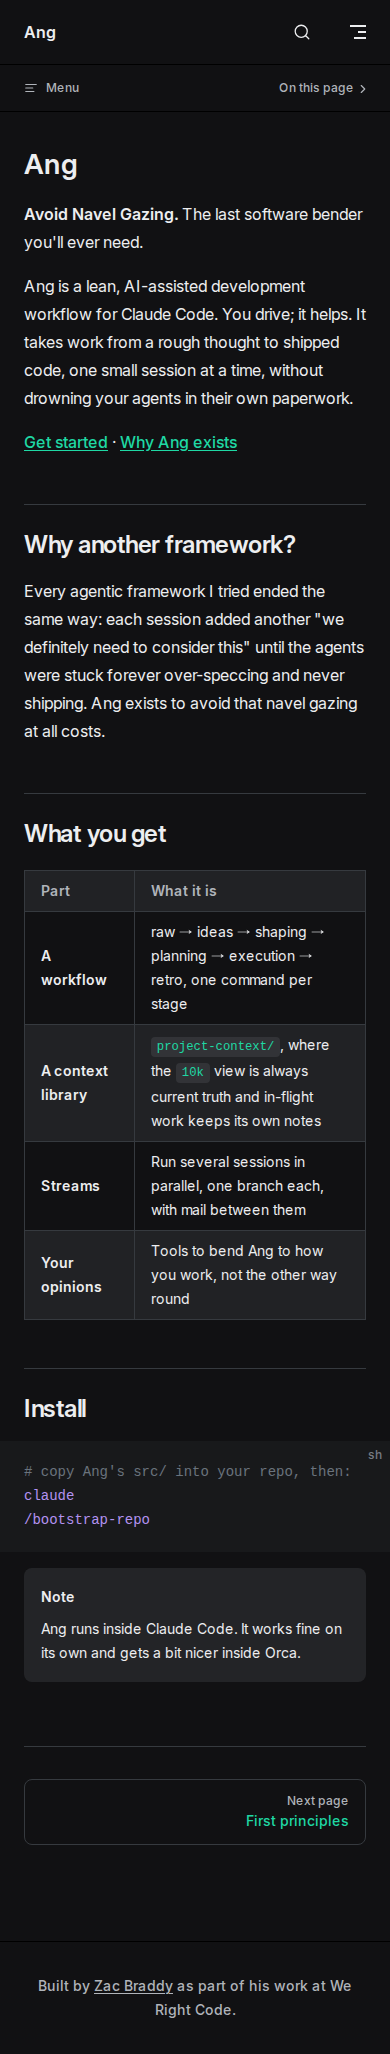 Ang
Menu
On this page
Ang
Avoid Navel Gazing. The last software bender
you'll ever need.
Ang is a lean, AI-assisted development
workflow for Claude Code. You drive; it helps. It
takes work from a rough thought to shipped
code, one small session at a time, without
drowning your agents in their own paperwork.
Get started · Why Ang exists
Why another framework?
Every agentic framework I tried ended the
same way: each session added another "we
definitely need to consider this" until the agents
were stuck forever over-speccing and never
shipping. Ang exists to avoid that navel gazing
at all costs.
What you get
Part
What it is
A
workflow
raw → ideas → shaping →
planning → execution →
retro, one command per
stage
A context
library
project-context/, where
the 10k view is always
current truth and in-flight
work keeps its own notes
Streams
Run several sessions in
parallel, one branch each,
with mail between them
Your
opinions
Tools to bend Ang to how
you work, not the other way
round
Install
sh
# copy Ang's src/ into your repo, then:
claude
/bootstrap-repo
Note
Ang runs inside Claude Code. It works fine on
its own and gets a bit nicer inside Orca.
Next page
First principles
Built by Zac Braddy as part of his work at We
Right Code.